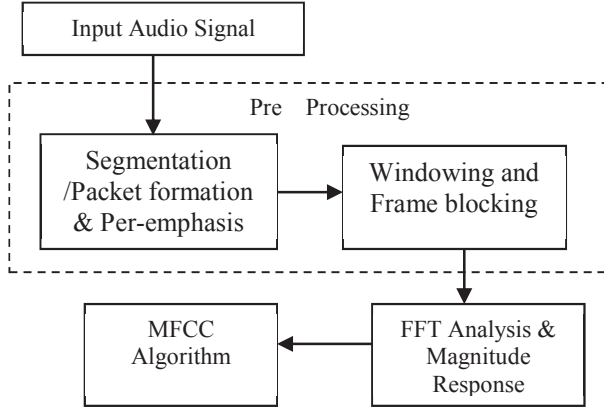 Input Audio Signal
Pre Processing
Segmentation
/Packet formation
& Per-emphasis
Windowing and
Frame blocking
MFCC
Algorithm
FFT Analysis &
Magnitude
Response